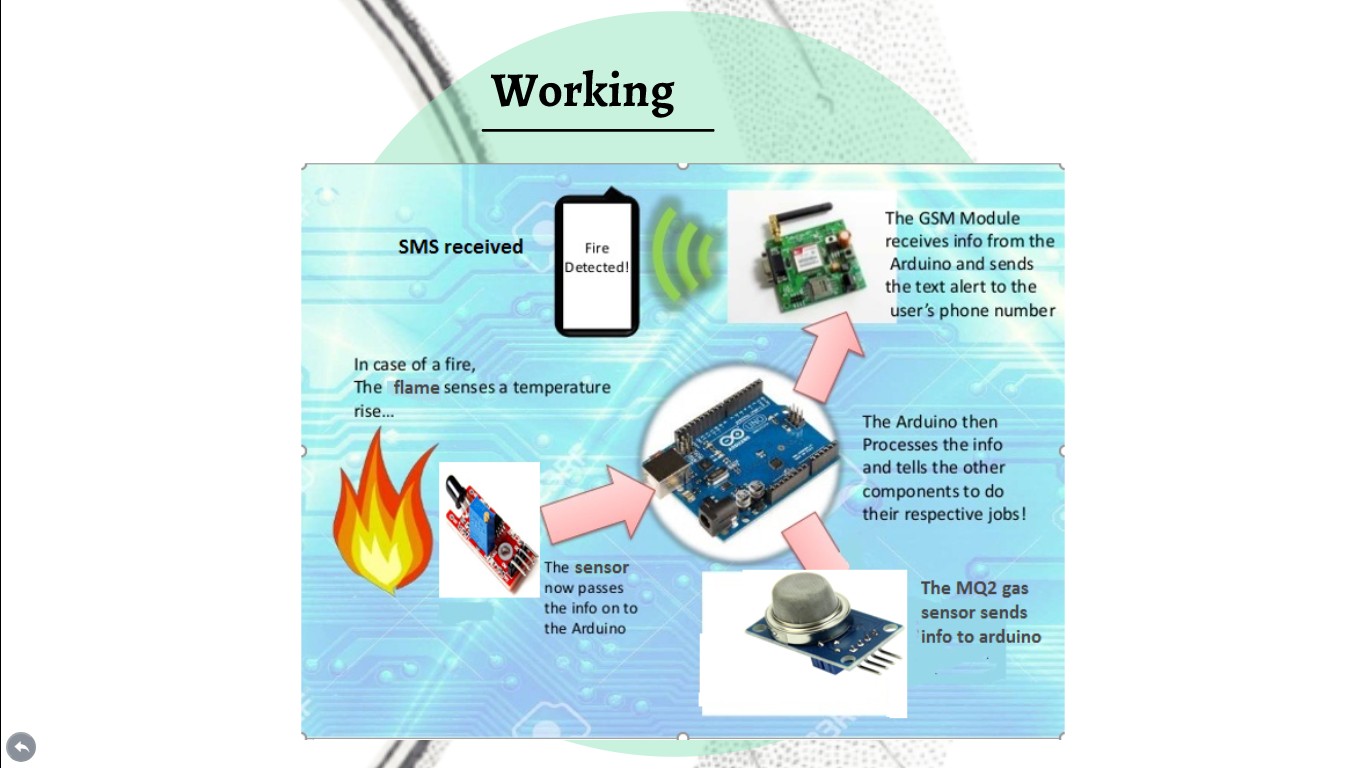 Working
SMS received
Fire
Detected!
The GSM Module
receives info from the
Arduino and sends
the text alert to the
user's phone number
In case of a fire,
The flame senses a temperature
rise...
The Arduino then
Processes the info
and tells the other
components to do
their respective jobs!
The sensor
now passes
the info on to
the Arduino
The MQ2 gas
sensor sends
info to arduino